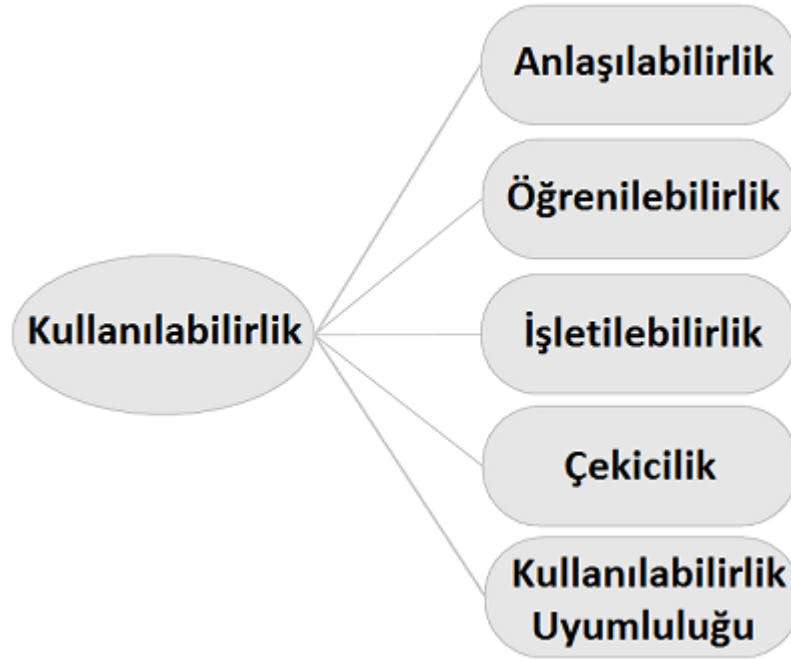 Anlaşılabilirlik
Öğrenilebilirlik
Kullanılabilirlik
İşletilebilirlik
Çekicilik
Kullanılabilirlik
Uyumluluğu